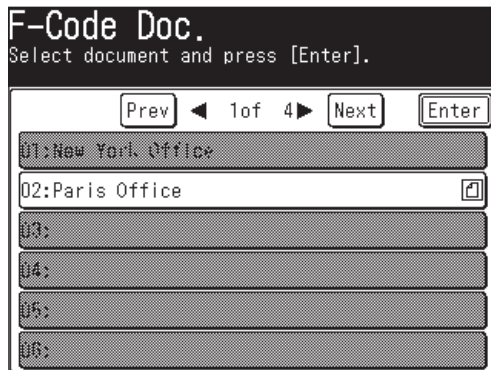 F-Code Doc.
Select document and press [Enter].
Prev ◀ 1of 4▶ Next Enter
01:New York Office
02:Paris Office
03:
04:
05:
06: